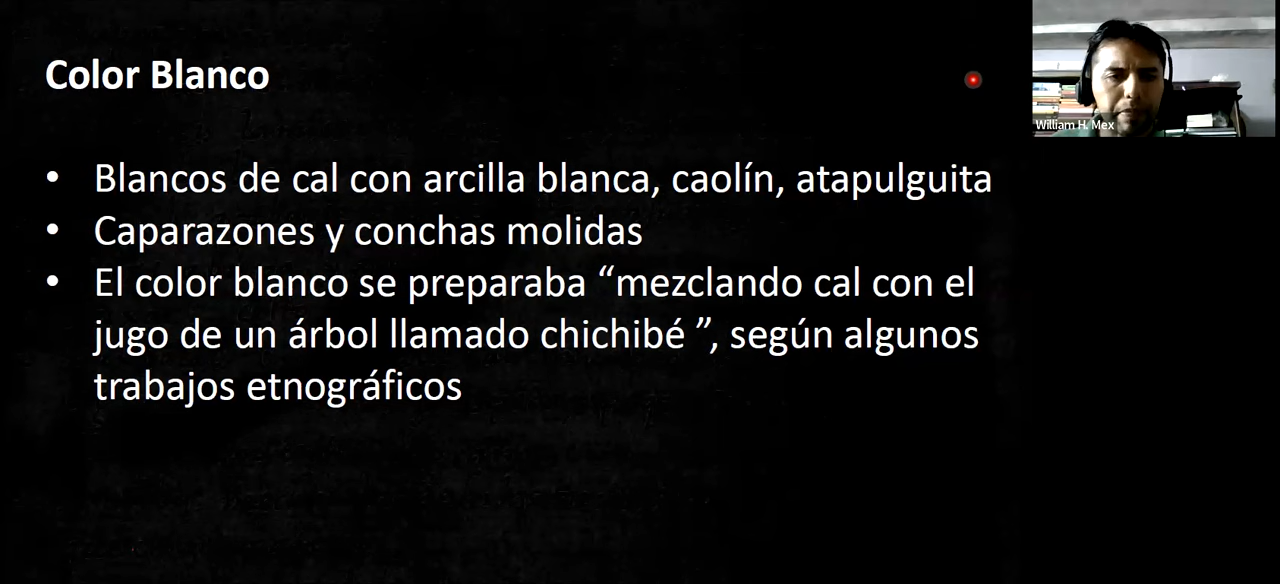 Color Blanco
William H. Mex
• Blancos de cal con arcilla blanca, caolín, atapulguita
• Caparazones y conchas molidas
• El color blanco se preparaba “mezclando cal con el
jugo de un árbol llamado chichibé ”, según algunos
trabajos etnográficos